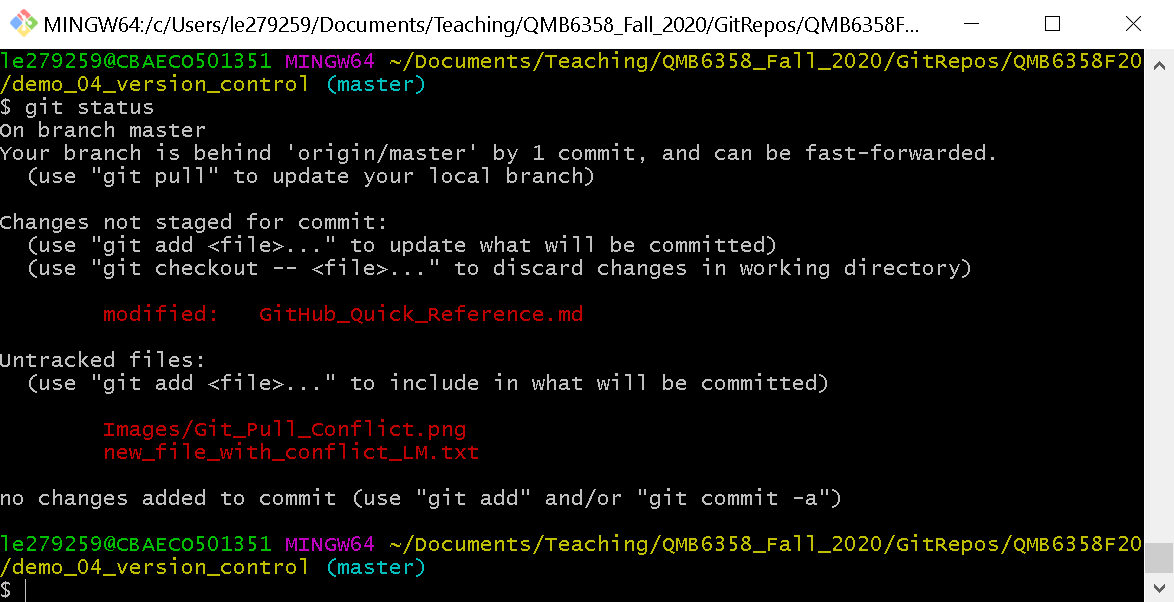 MINGW64:/c/Users/le279259/Documents/Teaching/QMB6358_Fall_2020/GitRepos/QMB6358F...
le279259@CBAECO501351 MINGW64 ~/Documents/Teaching/QMB6358_Fall_2020/GitRepos/QMB6358F20
/demo_04_version_control (master)
$ git status
On branch master
Your branch is behind 'origin/master' by 1 commit, and can be fast-forwarded.
  (use "git pull" to update your local branch)
Changes not staged for commit:
  (use "git add <file>..." to update what will be committed)
  (use "git checkout -- <file>..." to discard changes in working directory)
        modified:   GitHub_Quick_Reference.md
Untracked files:
  (use "git add <file>..." to include in what will be committed)
        Images/Git_Pull_Conflict.png
        new_file_with_conflict_LM.txt
no changes added to commit (use "git add" and/or "git commit -a")
le279259@CBAECO501351 MINGW64 ~/Documents/Teaching/QMB6358_Fall_2020/GitRepos/QMB6358F20
/demo_04_version_control (master)
$